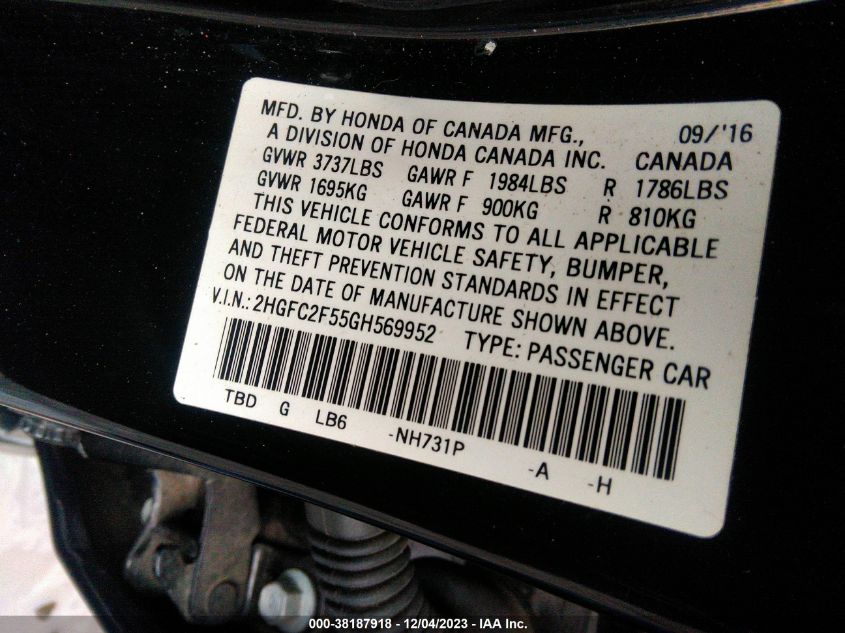 MFD. BY HONDA OF CANADA MFG., 09/'16
A DIVISION OF HONDA CANADA INC. CANADA
GVWR 3737LBS GAWR F 1984LBS R 1786LBS
GVWR 1695KG GAWR F 900KG R 810KG
THIS VEHICLE CONFORMS TO ALL APPLICABLE
FEDERAL MOTOR VEHICLE SAFETY, BUMPER,
AND THEFT PREVENTION STANDARDS IN EFFECT
ON THE DATE OF MANUFACTURE SHOWN ABOVE.
V.I.N.: 2HGFC2F55GH569952 TYPE: PASSENGER CAR
TBD G LB6 -NH731P -A -H
000-38187918 - 12/04/2023 - IAA Inc.